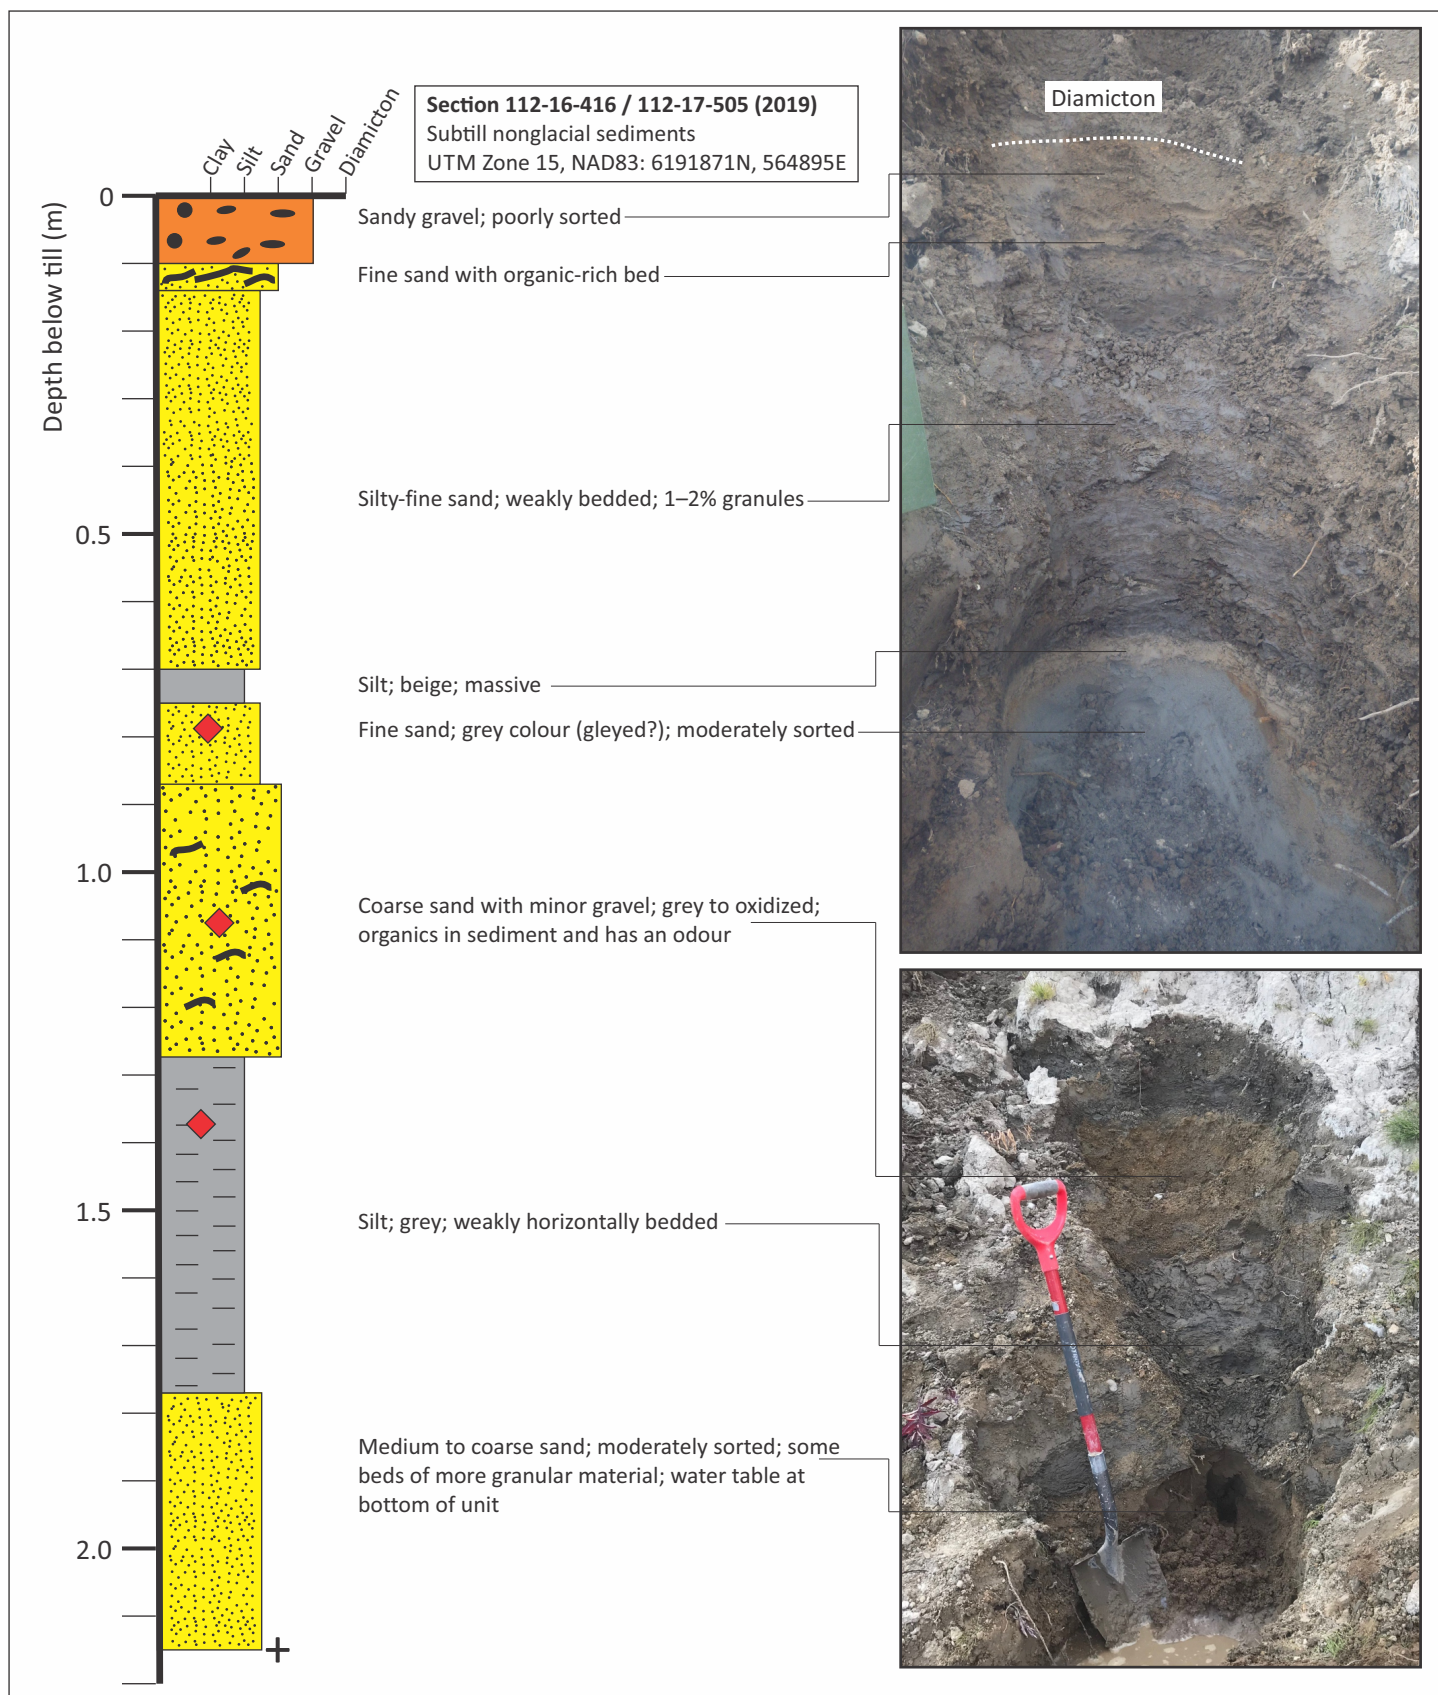 Section 112-16-416 / 112-17-505 (2019)
Subtill nonglacial sediments
UTM Zone 15, NAD83: 6191871N, 564895E
Clay
Silt
Sand
Gravel
Diamicton
Diamicton
Depth below till (m)
0
Sandy gravel; poorly sorted
Fine sand with organic-rich bed
Silty-fine sand; weakly bedded; 1–2% granules
0.5
Silt; beige; massive
Fine sand; grey colour (gleyed?); moderately sorted
1.0
Coarse sand with minor gravel; grey to oxidized;
organics in sediment and has an odour
1.5
Silt; grey; weakly horizontally bedded
Medium to coarse sand; moderately sorted; some
beds of more granular material; water table at
bottom of unit
2.0